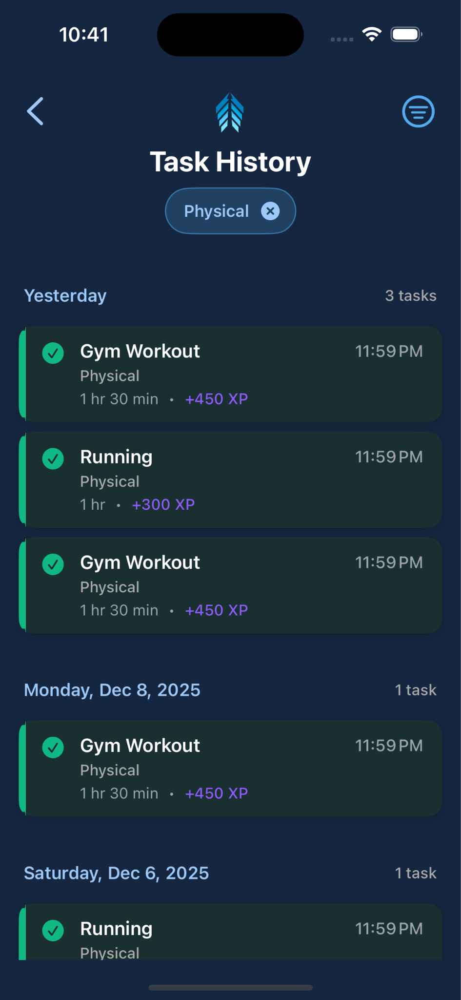 10:41
Task History
Physical
Yesterday
3 tasks
Gym Workout
11:59 PM
Physical
1 hr 30 min • +450 XP
Running
11:59 PM
Physical
1 hr • +300 XP
Gym Workout
11:59 PM
Physical
1 hr 30 min • +450 XP
Monday, Dec 8, 2025
1 task
Gym Workout
11:59 PM
Physical
1 hr 30 min • +450 XP
Saturday, Dec 6, 2025
1 task
Running
11:59 PM
Physical